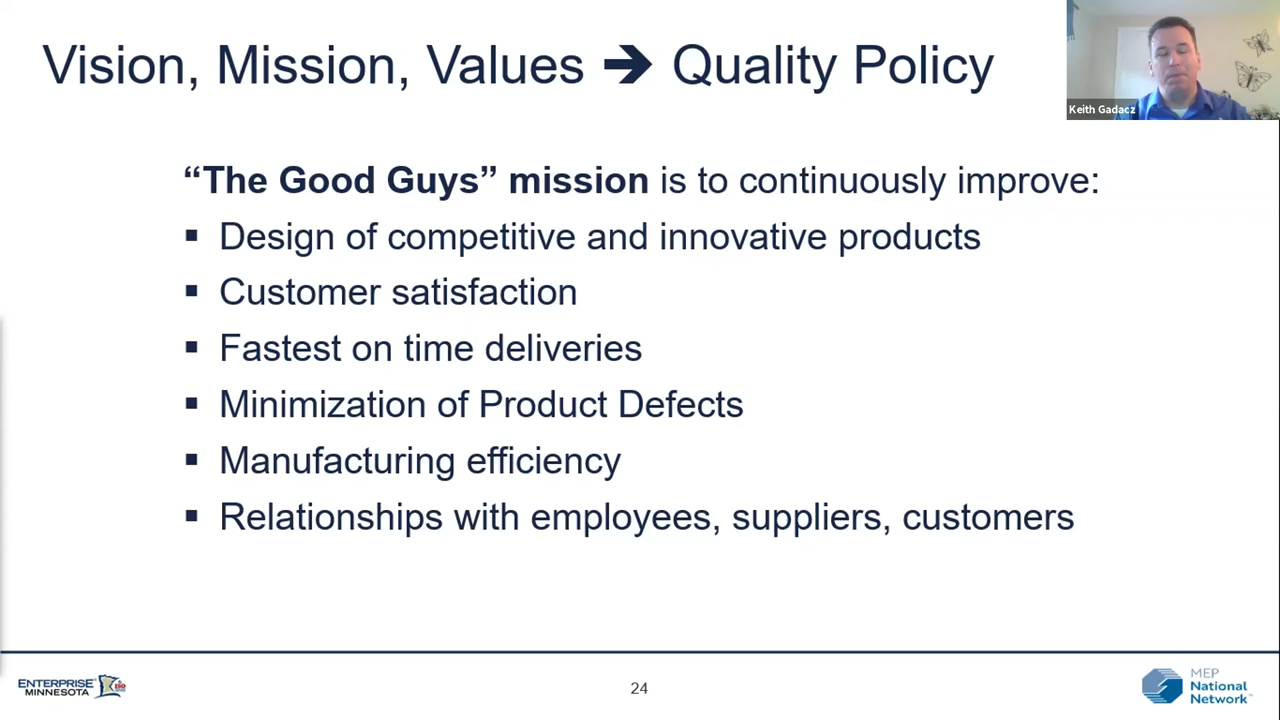 Vision, Mission, Values ➔ Quality Policy
Keith Gadacz
“The Good Guys” mission is to continuously improve:
▪ Design of competitive and innovative products
▪ Customer satisfaction
▪ Fastest on time deliveries
▪ Minimization of Product Defects
▪ Manufacturing efficiency
▪ Relationships with employees, suppliers, customers
ENTERPRISE
MINNESOTA
ISO
24
MEP
National
Network™